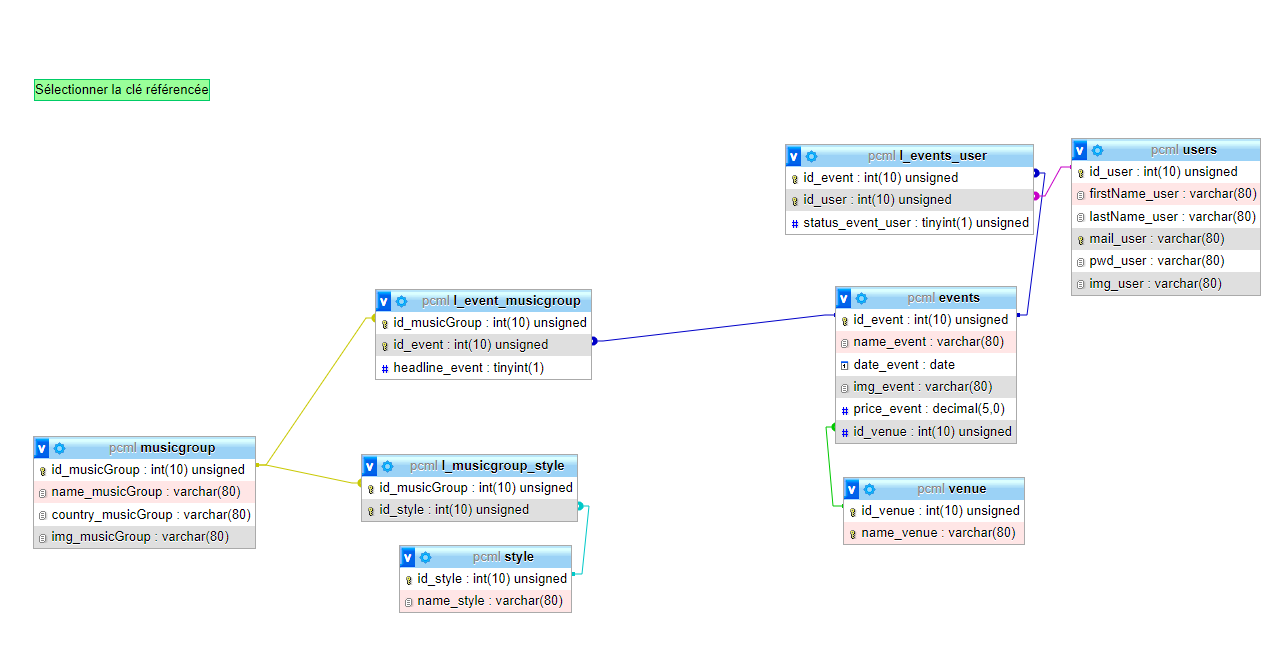 Sélectionner la clé référencée
pcml l_events_user
id_event : int(10) unsigned
id_user : int(10) unsigned
# status_event_user : tinyint(1) unsigned
pcml users
id_user : int(10) unsigned
firstName_user : varchar(80)
lastName_user : varchar(80)
mail_user : varchar(80)
pwd_user : varchar(80)
img_user : varchar(80)
pcml l_event_musicgroup
id_musicGroup : int(10) unsigned
id_event : int(10) unsigned
# headline_event : tinyint(1)
pcml events
id_event : int(10) unsigned
name_event : varchar(80)
date_event : date
img_event : varchar(80)
# price_event : decimal(5,0)
# id_venue : int(10) unsigned
pcml musicgroup
id_musicGroup : int(10) unsigned
name_musicGroup : varchar(80)
country_musicGroup : varchar(80)
img_musicGroup : varchar(80)
pcml l_musicgroup_style
id_musicGroup : int(10) unsigned
id_style : int(10) unsigned
pcml venue
id_venue : int(10) unsigned
name_venue : varchar(80)
pcml style
id_style : int(10) unsigned
name_style : varchar(80)